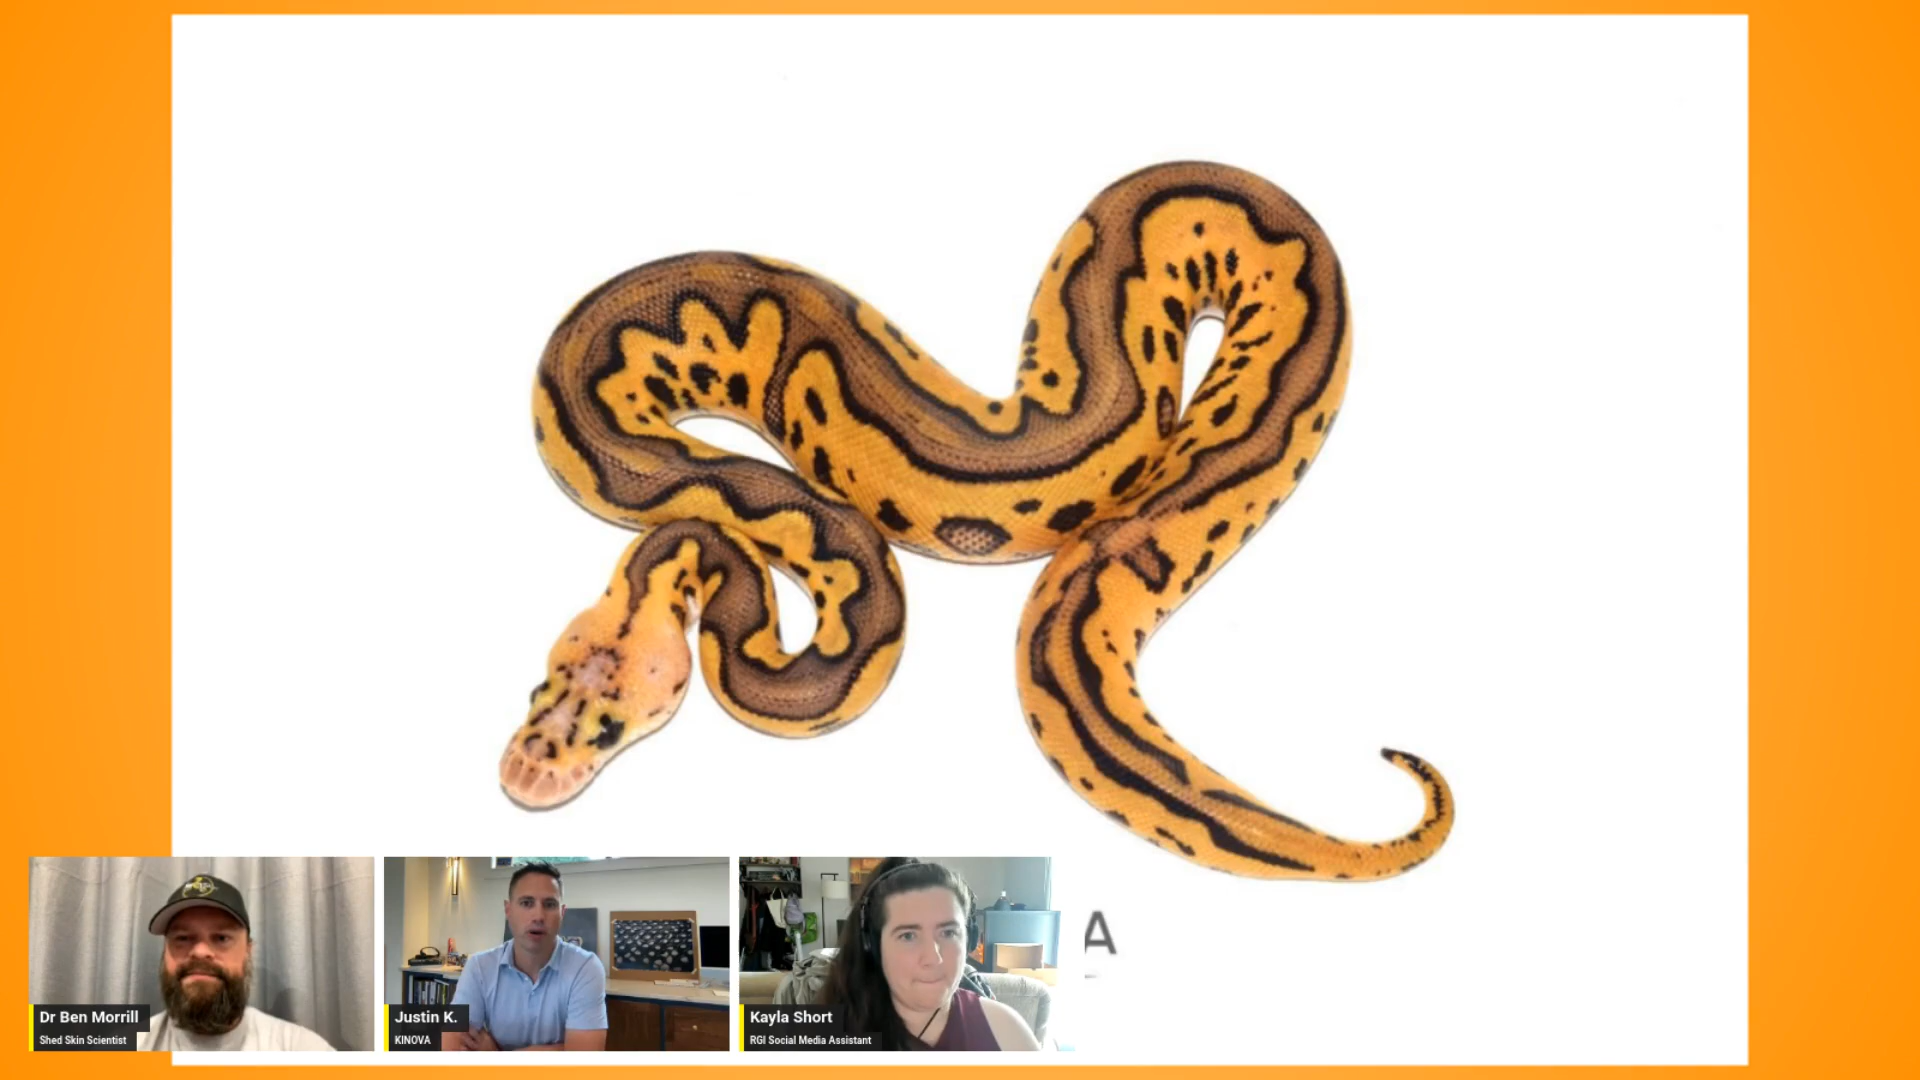 A
Dr Ben Morrill
Shed Skin Scientist
Justin K.
KINOVA
Kayla Short
RGI Social Media Assistant